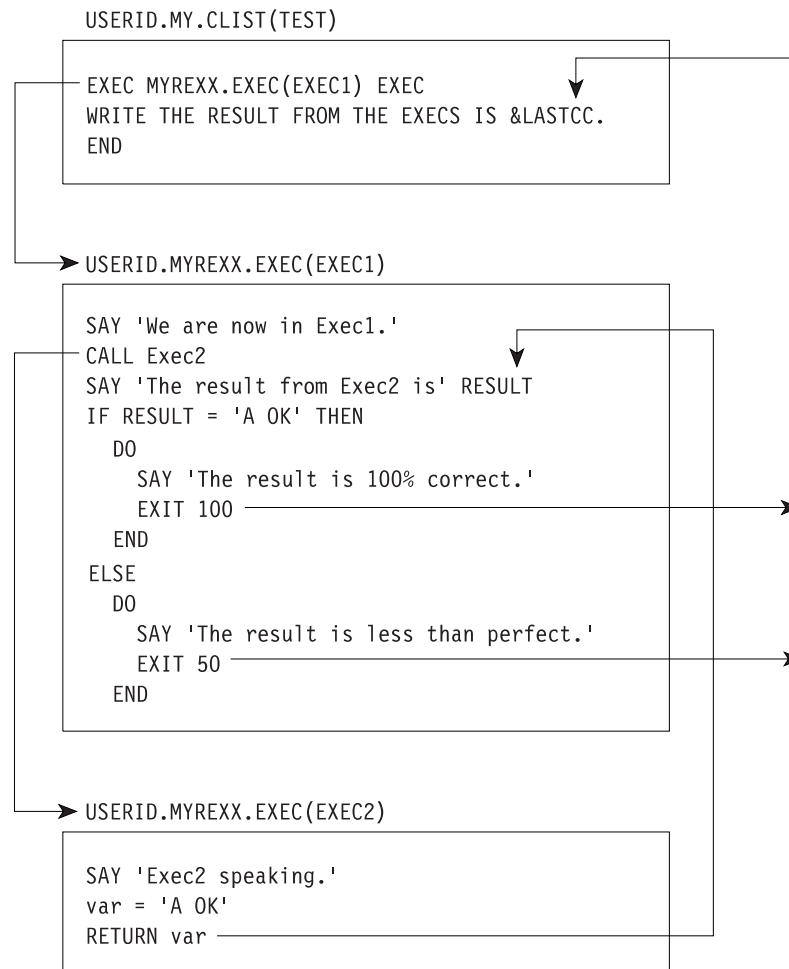 USERID.MY.CLIST(TEST)
EXEC MYREXX.EXEC(EXEC1) EXEC
WRITE THE RESULT FROM THE EXECS IS &LASTCC.
END
USERID.MYREXX.EXEC(EXEC1)
SAY 'We are now in Exec1.'
CALL Exec2
SAY 'The result from Exec2 is' RESULT
IF RESULT = 'A OK' THEN
DO
SAY 'The result is 100% correct.'
EXIT 100
END
ELSE
DO
SAY 'The result is less than perfect.'
EXIT 50
END
USERID.MYREXX.EXEC(EXEC2)
SAY 'Exec2 speaking.'
var = 'A OK'
RETURN var